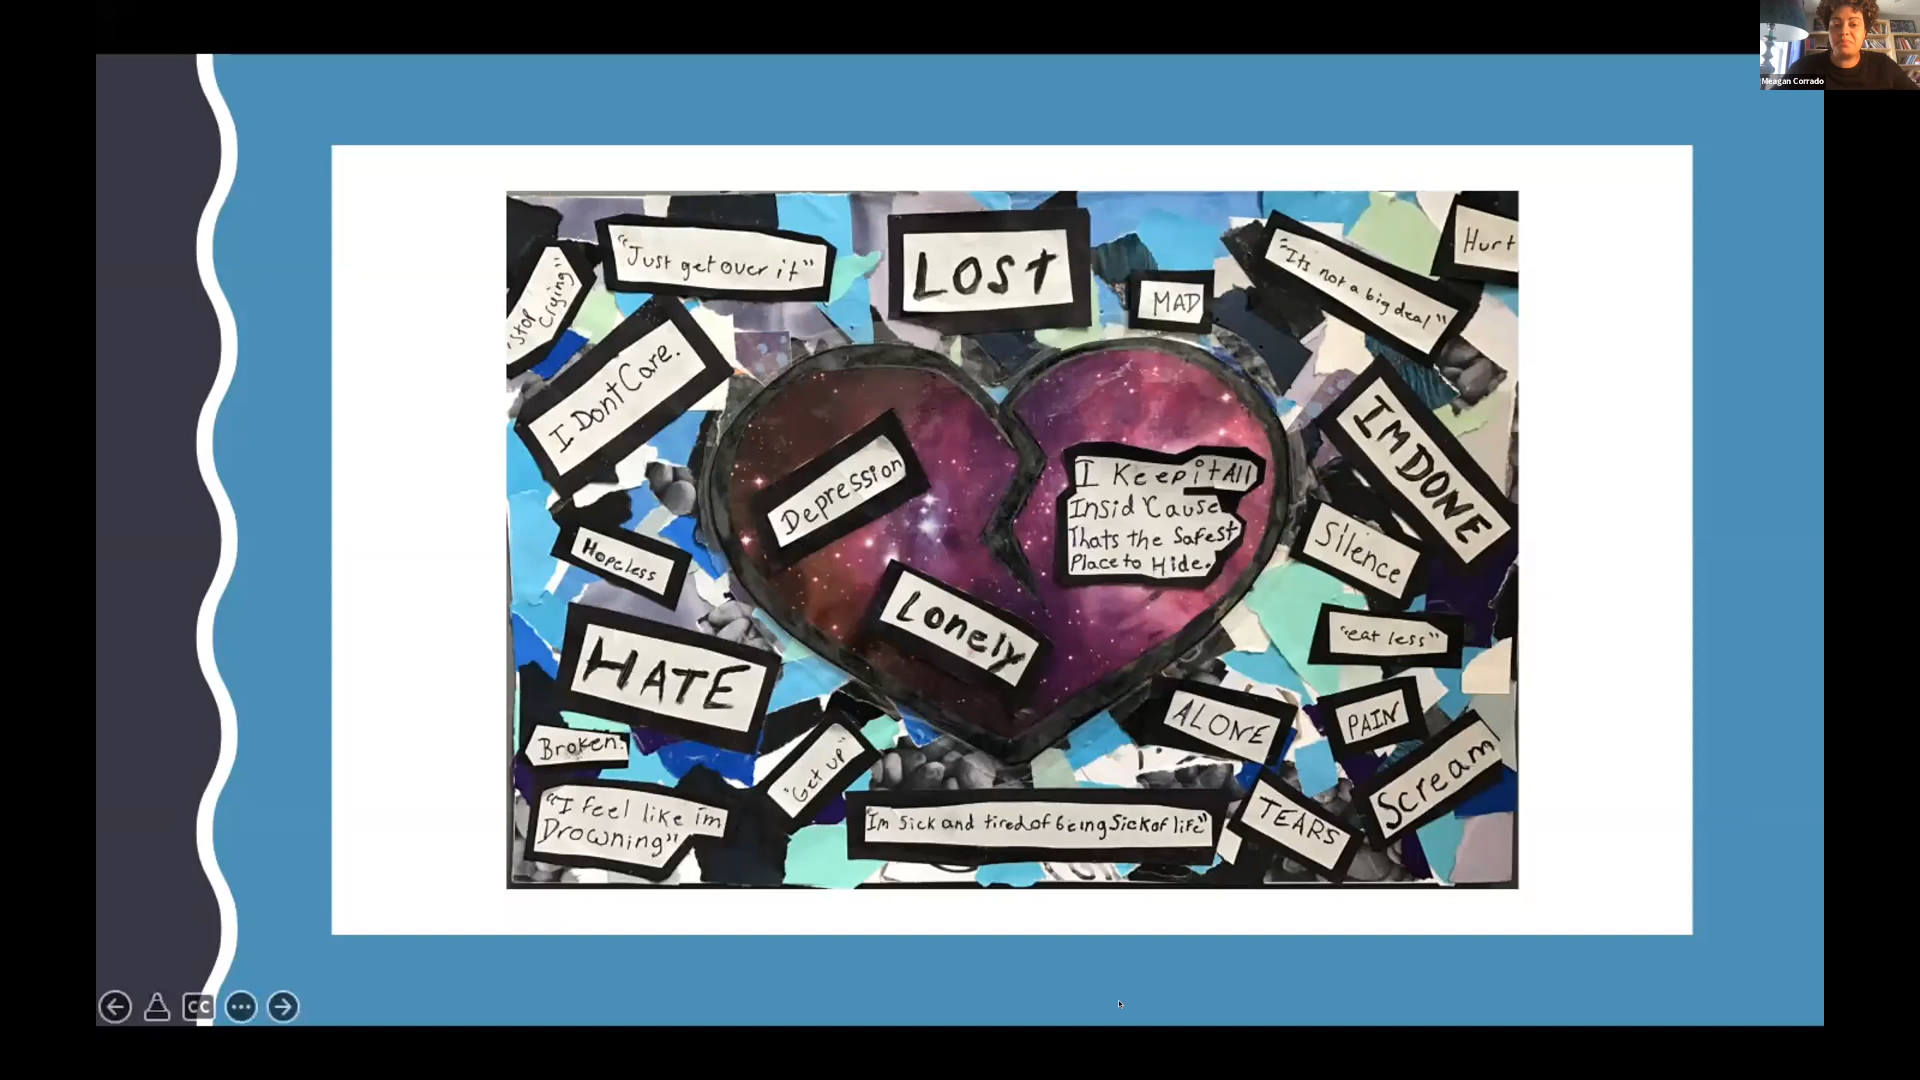 Meagan Corrado
"Just get over it"
LOST
MAD
"Its not a big deal"
Hurt
"Stop
Crying"
I Dont Care.
IM DONE
Depression
I Keep it All
Insid 'Cause
Thats the Safest
Place to Hide.
Silence
Hopeless
Lonely
"eat less"
HATE
ALONE
PAIN
Broken.
"Get up"
Scream
"I feel like im
Drowning"
Im Sick and tired of being Sick of life"
TEARS
CC